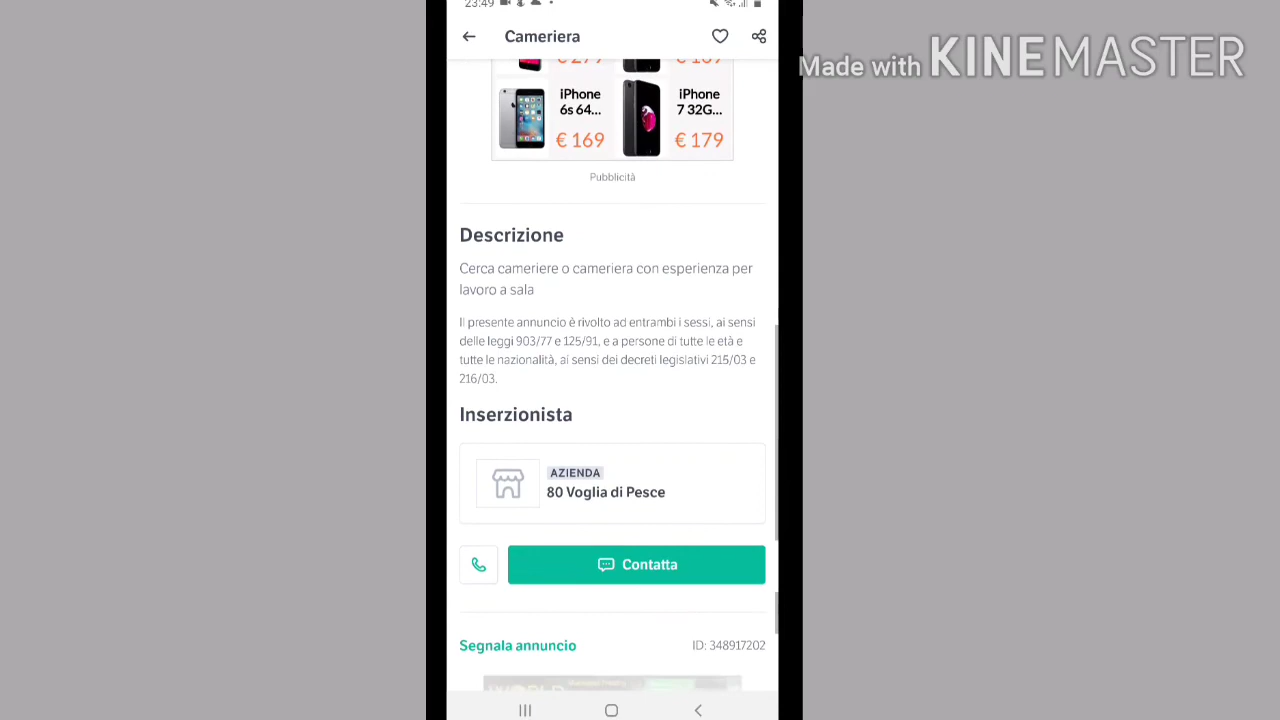 23:49
Cameriera
Made with KINEMASTER
iPhone
6s 64...
€ 169
iPhone
7 32G...
€ 179
Pubblicità
Descrizione
Cerca cameriere o cameriera con esperienza per
lavoro a sala
Il presente annuncio è rivolto ad entrambi i sessi, ai sensi
delle leggi 903/77 e 125/91, e a persone di tutte le età e
tutte le nazionalità, ai sensi dei decreti legislativi 215/03 e
216/03.
Inserzionista
AZIENDA
80 Voglia di Pesce
Contatta
Segnala annuncio
ID: 348917202